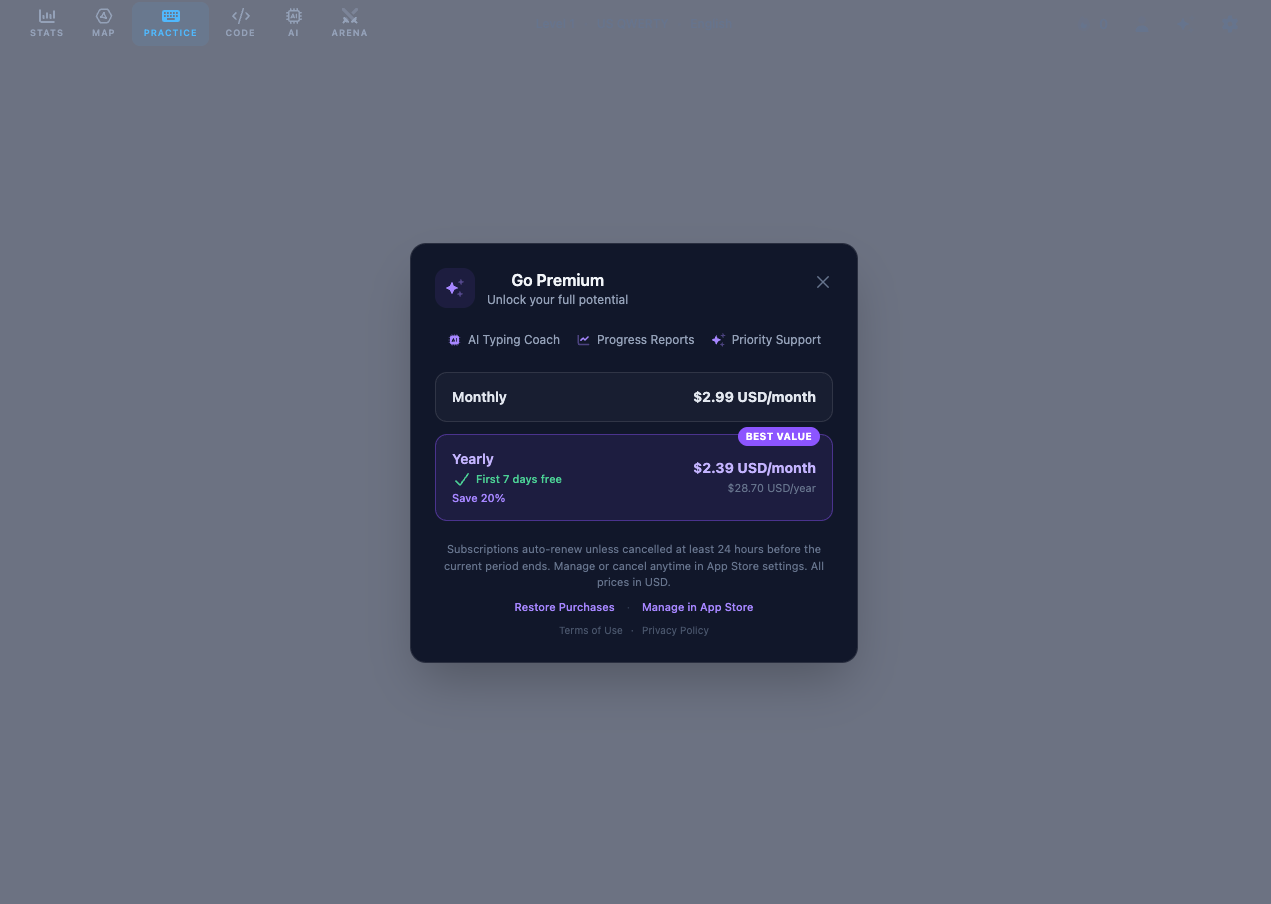 STATS MAP PRACTICE CODE AI ARENA
Go Premium
Unlock your full potential
AI Typing Coach Progress Reports Priority Support
Monthly $2.99 USD/month
BEST VALUE
Yearly $2.39 USD/month
First 7 days free $28.70 USD/year
Save 20%
Subscriptions auto-renew unless cancelled at least 24 hours before the
current period ends. Manage or cancel anytime in App Store settings. All
prices in USD.
Restore Purchases · Manage in App Store
Terms of Use · Privacy Policy